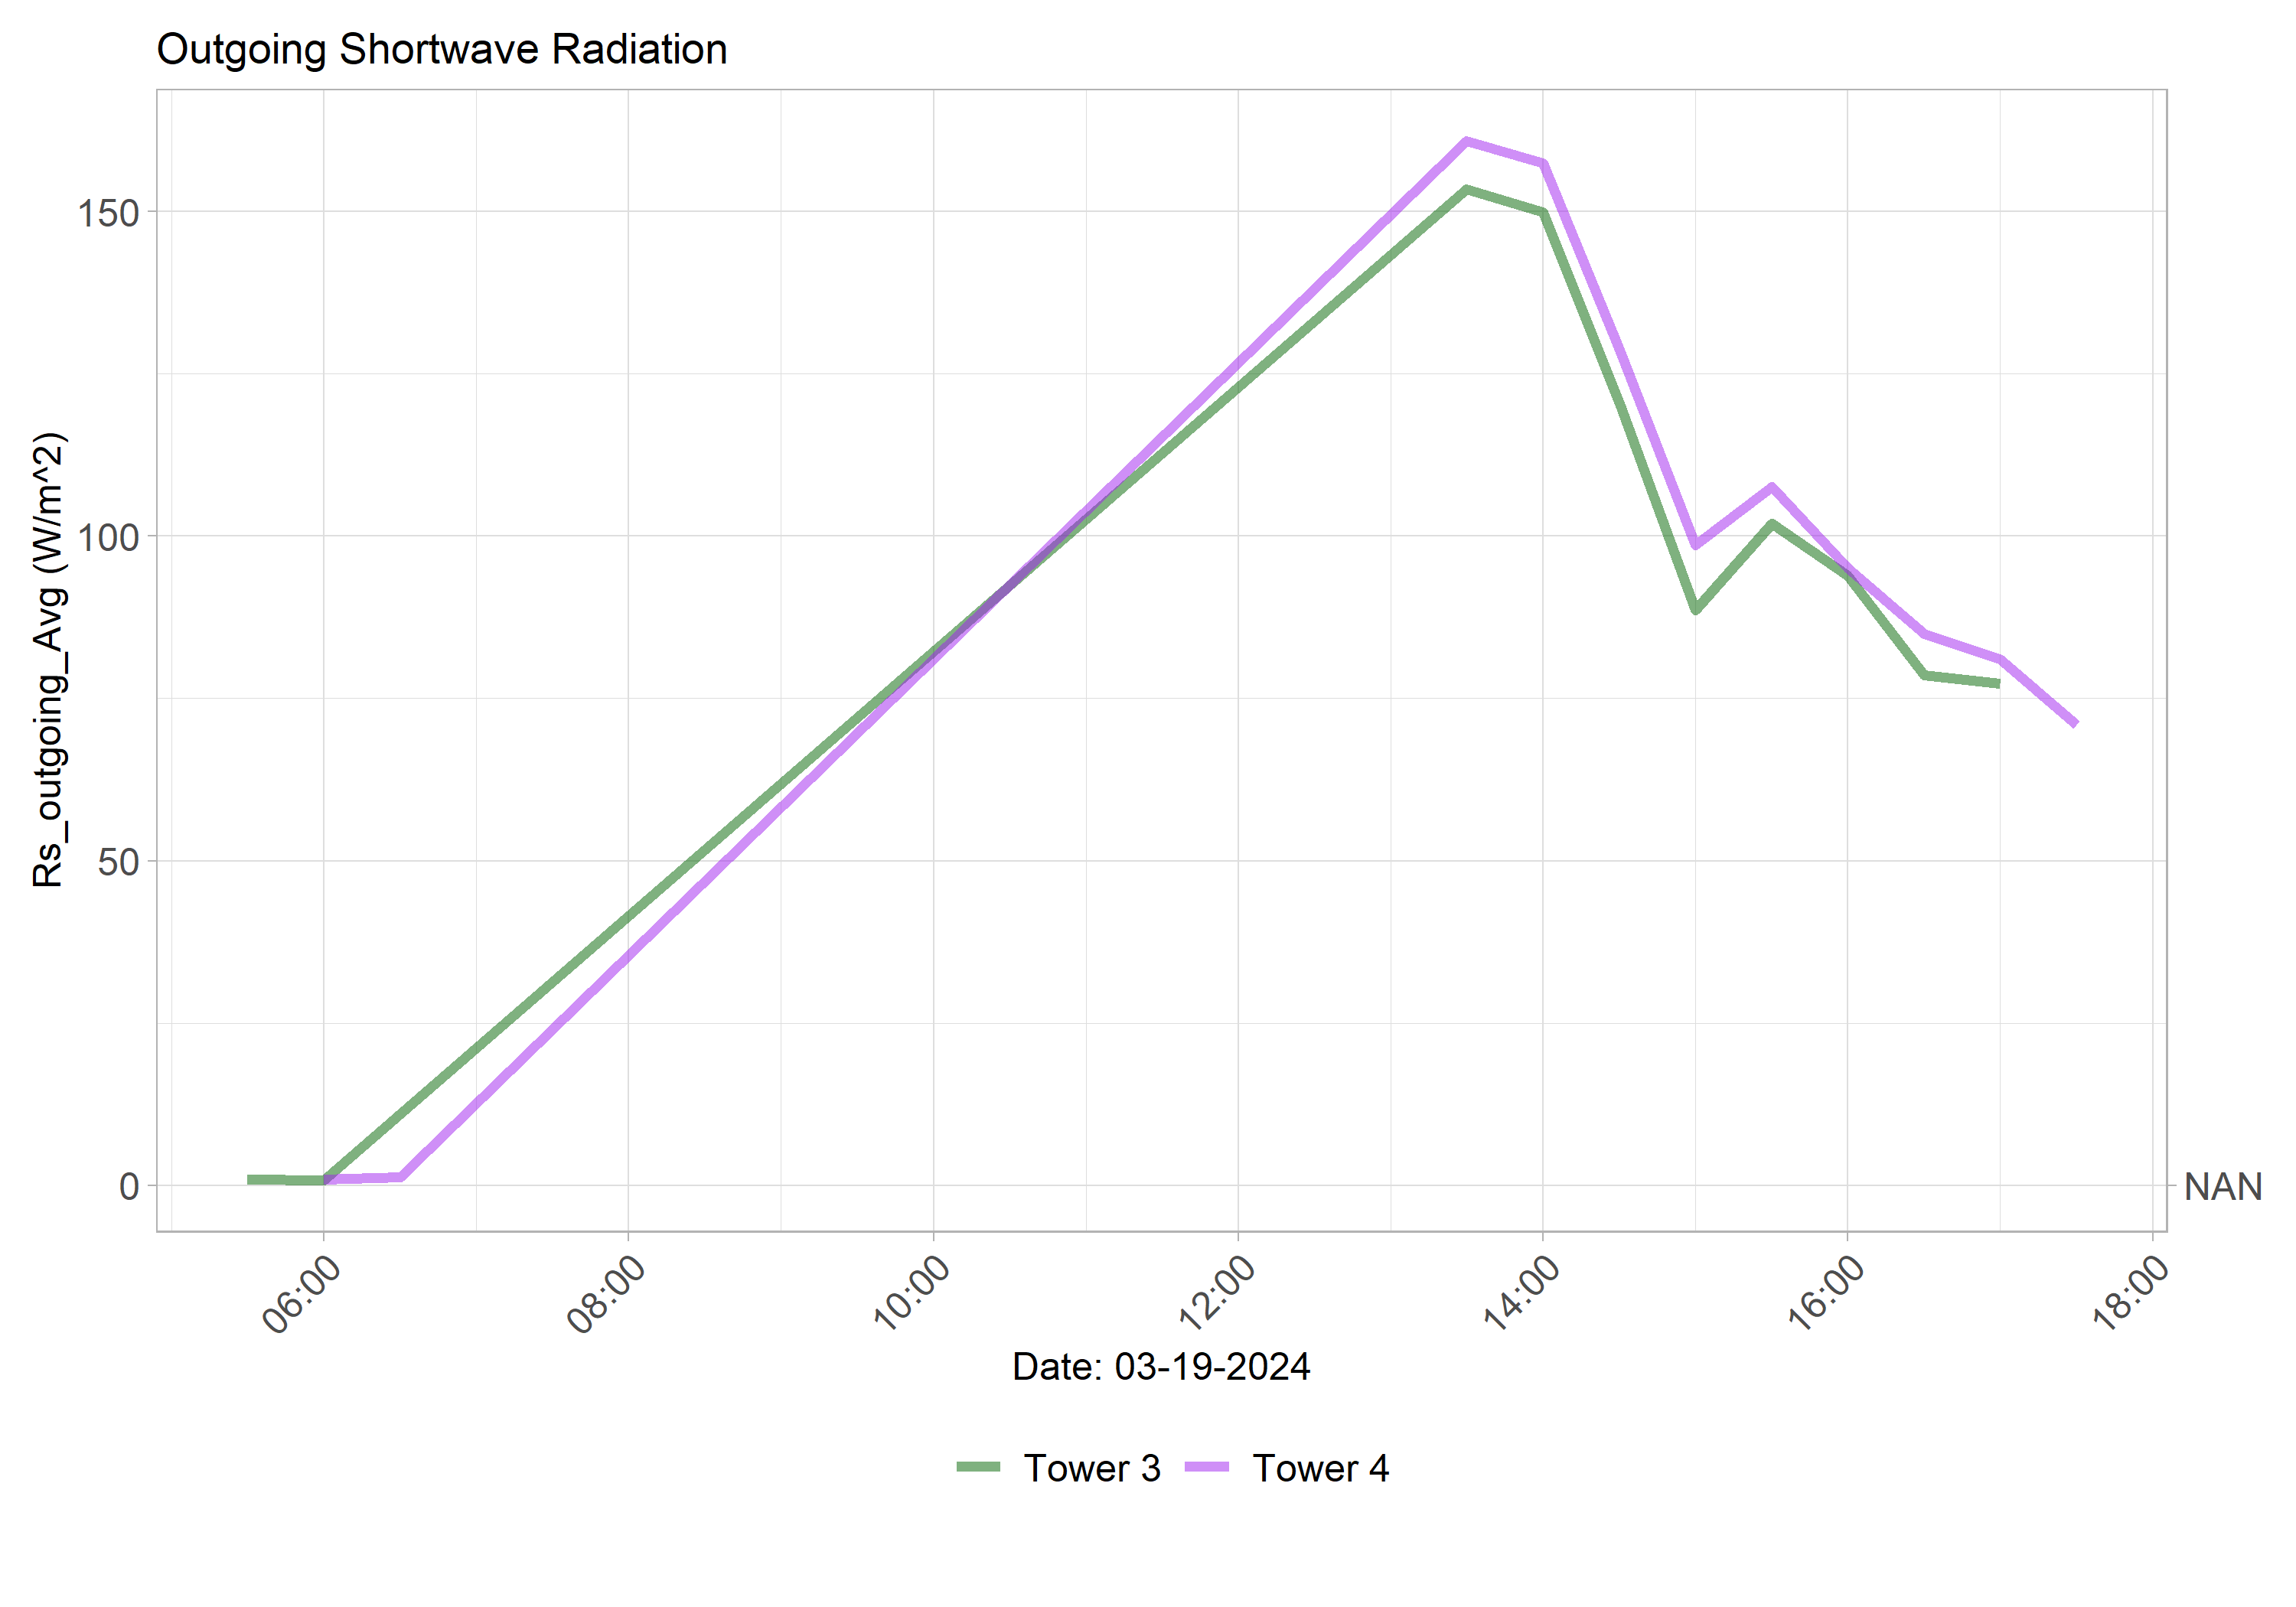 Outgoing Shortwave Radiation
Rs_outgoing_Avg (W/m^2)
150
100
50
0
NAN
06:00
08:00
10:00
12:00
14:00
16:00
18:00
Date: 03-19-2024
Tower 3
Tower 4